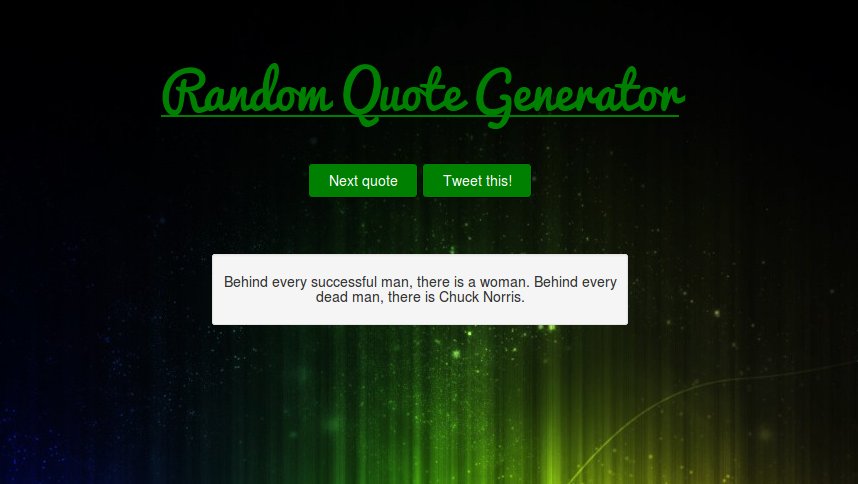 Random Quote Generator
Next quote
Tweet this!
Behind every successful man, there is a woman. Behind every
dead man, there is Chuck Norris.